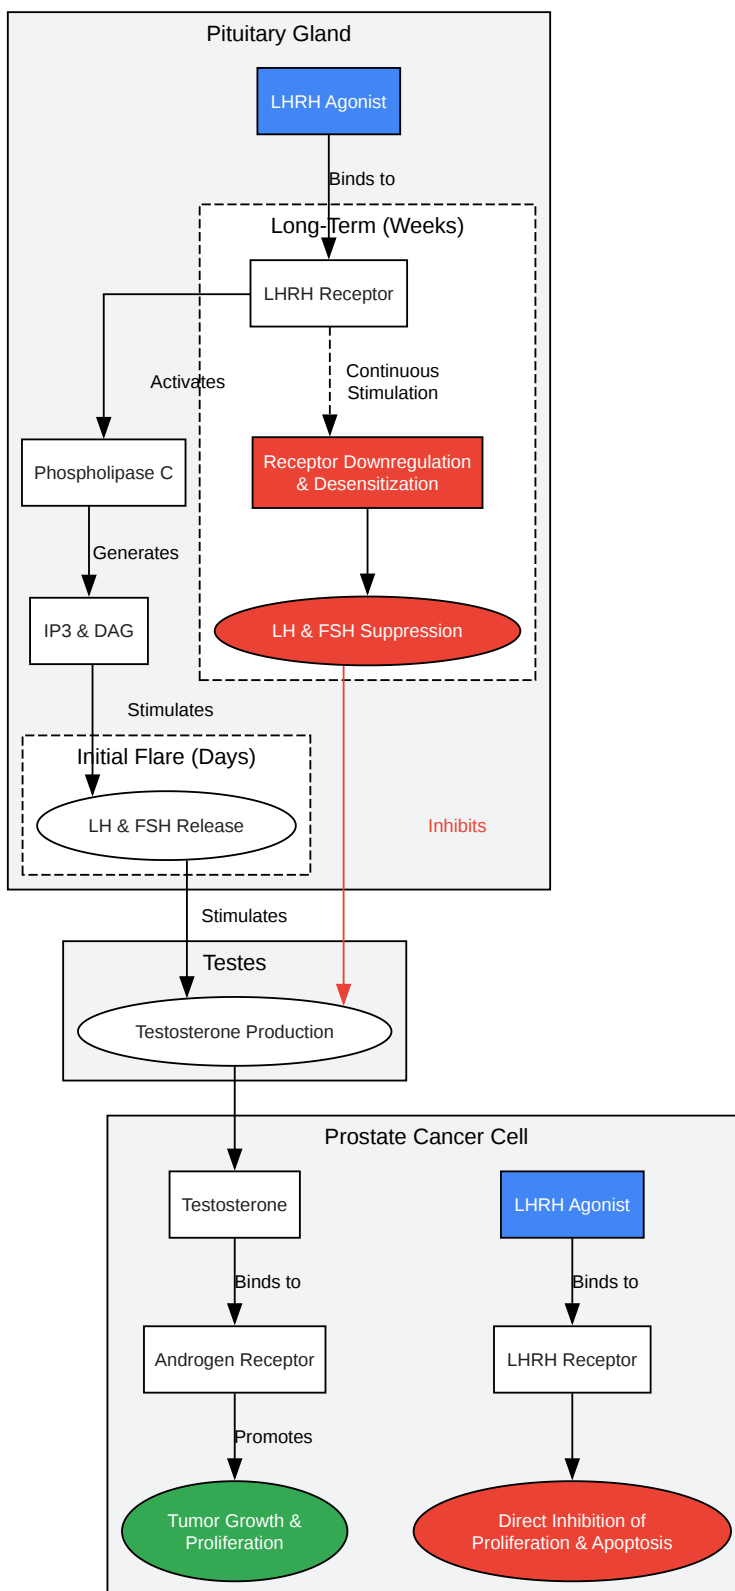 Pituitary Gland
LHRH Agonist
Binds to
Long-Term (Weeks)
LHRH Receptor
Activates
Continuous
Stimulation
Phospholipase C
Receptor Downregulation
& Desensitization
Generates
IP3 & DAG
LH & FSH Suppression
Stimulates
Initial Flare (Days)
LH & FSH Release
Inhibits
Stimulates
Testes
Testosterone Production
Prostate Cancer Cell
Testosterone
LHRH Agonist
Binds to
Binds to
Androgen Receptor
LHRH Receptor
Promotes
Tumor Growth &
Proliferation
Direct Inhibition of
Proliferation & Apoptosis